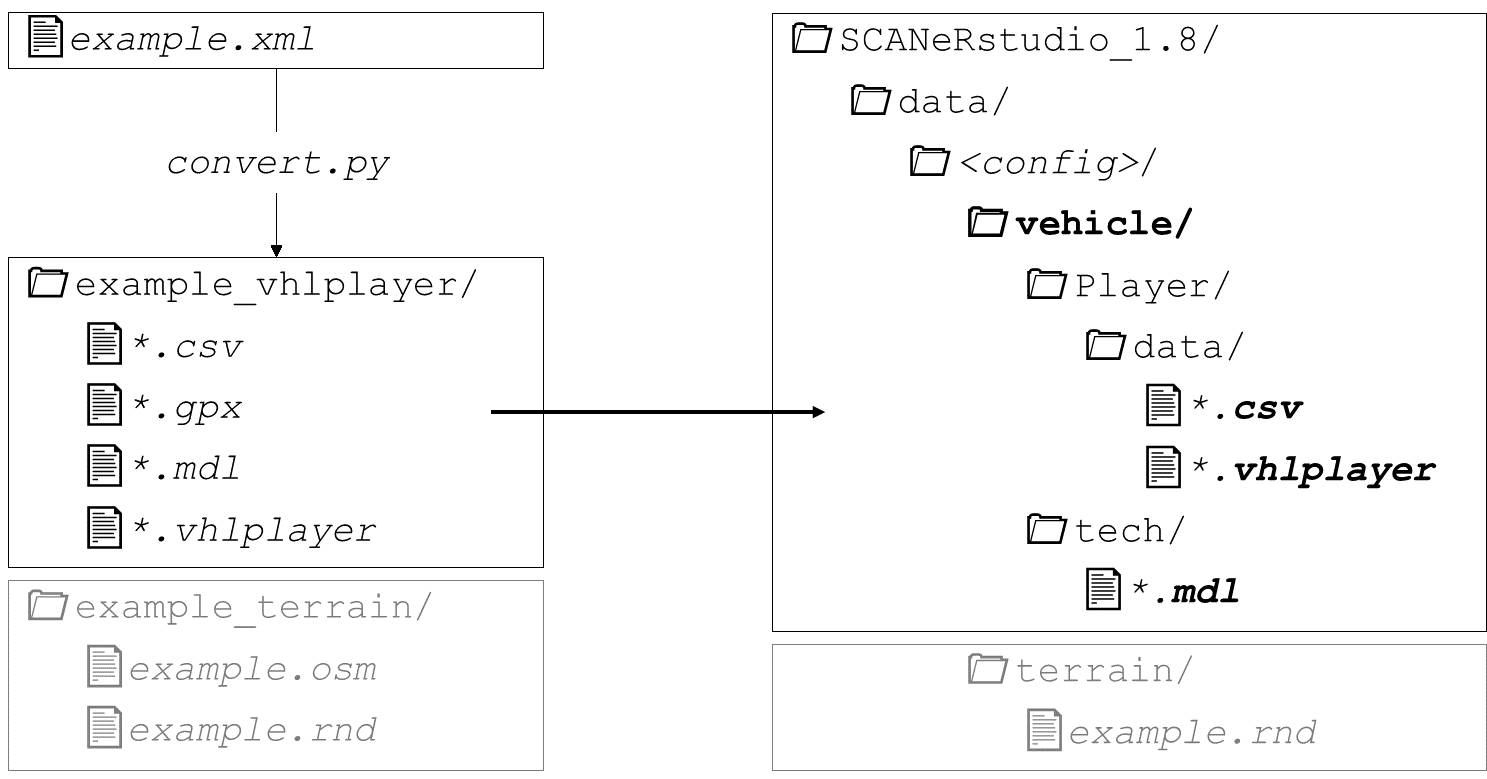 example.xml
convert.py
example_vhlplayer/
*.csv
*.gpx
*.mdl
*.vhlplayer
example_terrain/
example.osm
example.rnd
SCANeRstudio_1.8/
data/
<config>/
vehicle/
Player/
data/
*.csv
*.vhlplayer
tech/
*.mdl
terrain/
example.rnd